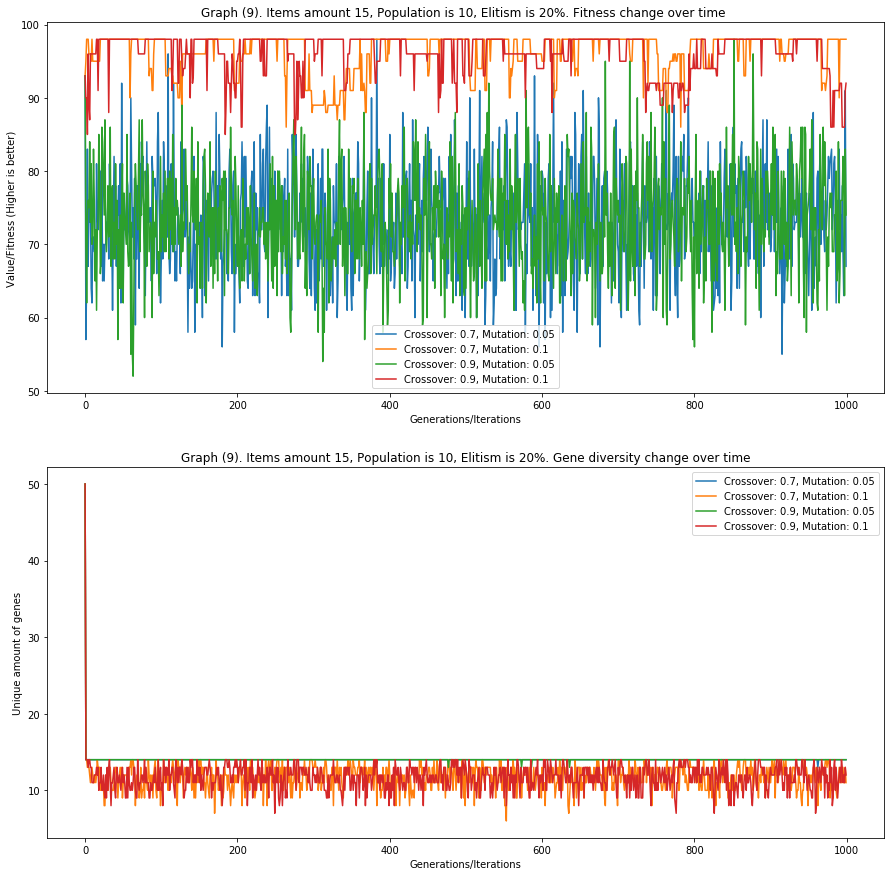 Graph (9). Items amount 15, Population is 10, Elitism is 20%. Fitness change over time
Value/Fitness (Higher is better)
100
90
80
70
60
50
Crossover: 0.7, Mutation: 0.05
Crossover: 0.7, Mutation: 0.1
Crossover: 0.9, Mutation: 0.05
Crossover: 0.9, Mutation: 0.1
0 200 400 600 800 1000
Generations/Iterations
Graph (9). Items amount 15, Population is 10, Elitism is 20%. Gene diversity change over time
Unique amount of genes
50
40
30
20
10
Crossover: 0.7, Mutation: 0.05
Crossover: 0.7, Mutation: 0.1
Crossover: 0.9, Mutation: 0.05
Crossover: 0.9, Mutation: 0.1
0 200 400 600 800 1000
Generations/Iterations